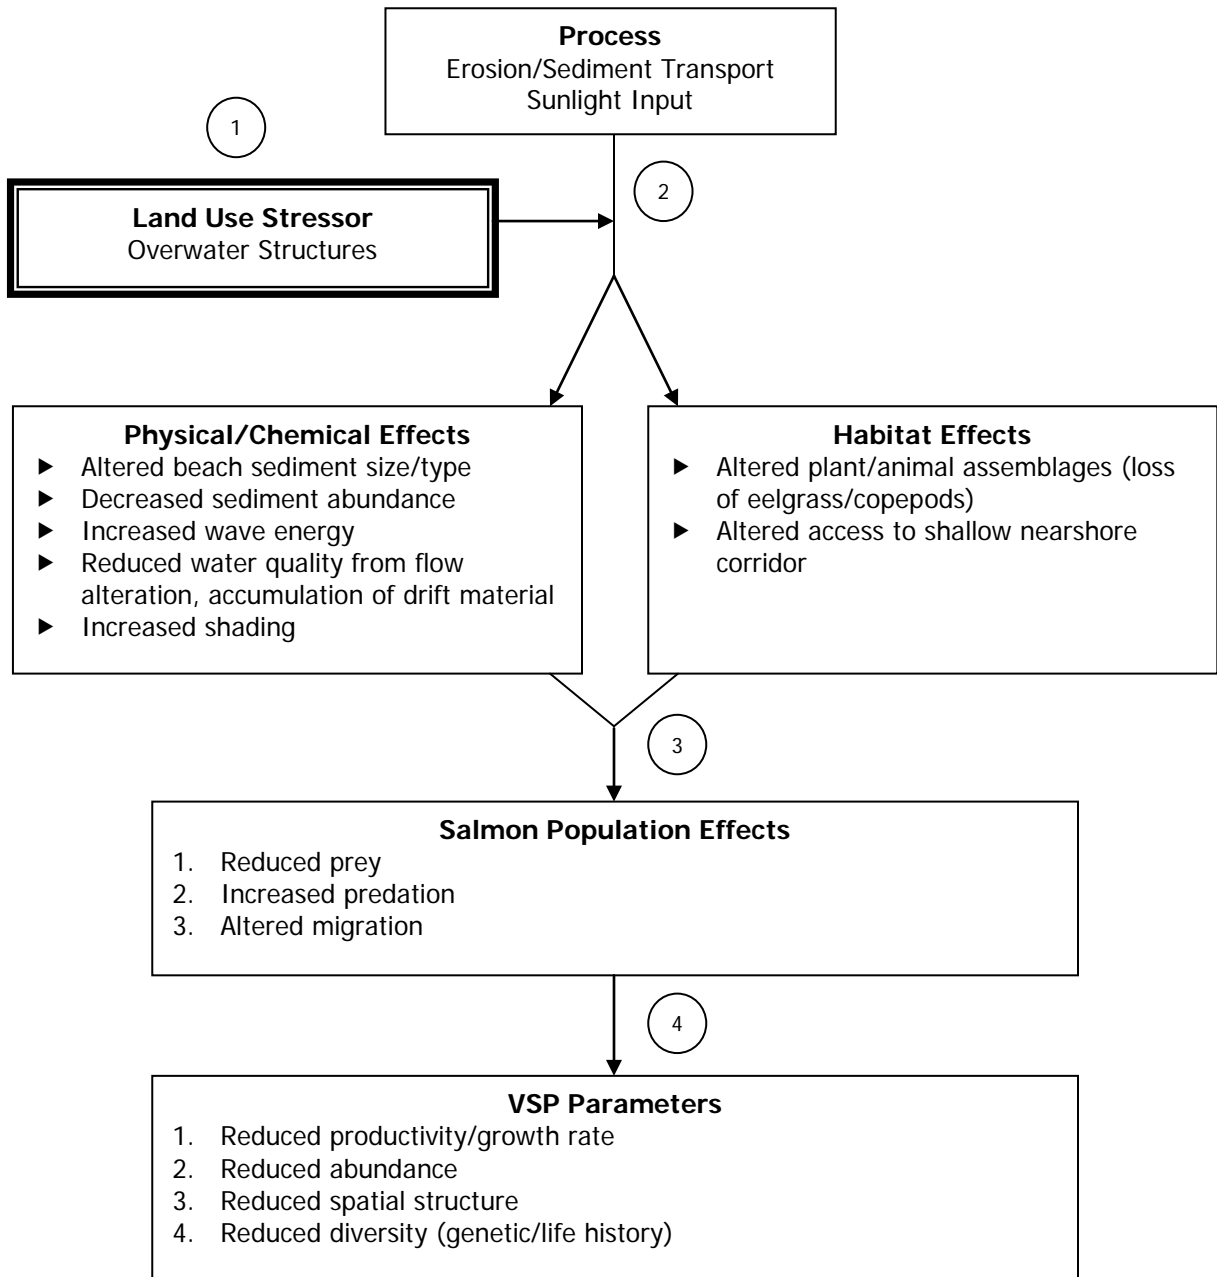 Process
Erosion/Sediment Transport
Sunlight Input
1
2
Land Use Stressor
Overwater Structures
Physical/Chemical Effects
► Altered beach sediment size/type
► Decreased sediment abundance
► Increased wave energy
► Reduced water quality from flow
alteration, accumulation of drift material
► Increased shading
Habitat Effects
► Altered plant/animal assemblages (loss
of eelgrass/copepods)
► Altered access to shallow nearshore
corridor
3
Salmon Population Effects
1. Reduced prey
2. Increased predation
3. Altered migration
4
VSP Parameters
1. Reduced productivity/growth rate
2. Reduced abundance
3. Reduced spatial structure
4. Reduced diversity (genetic/life history)